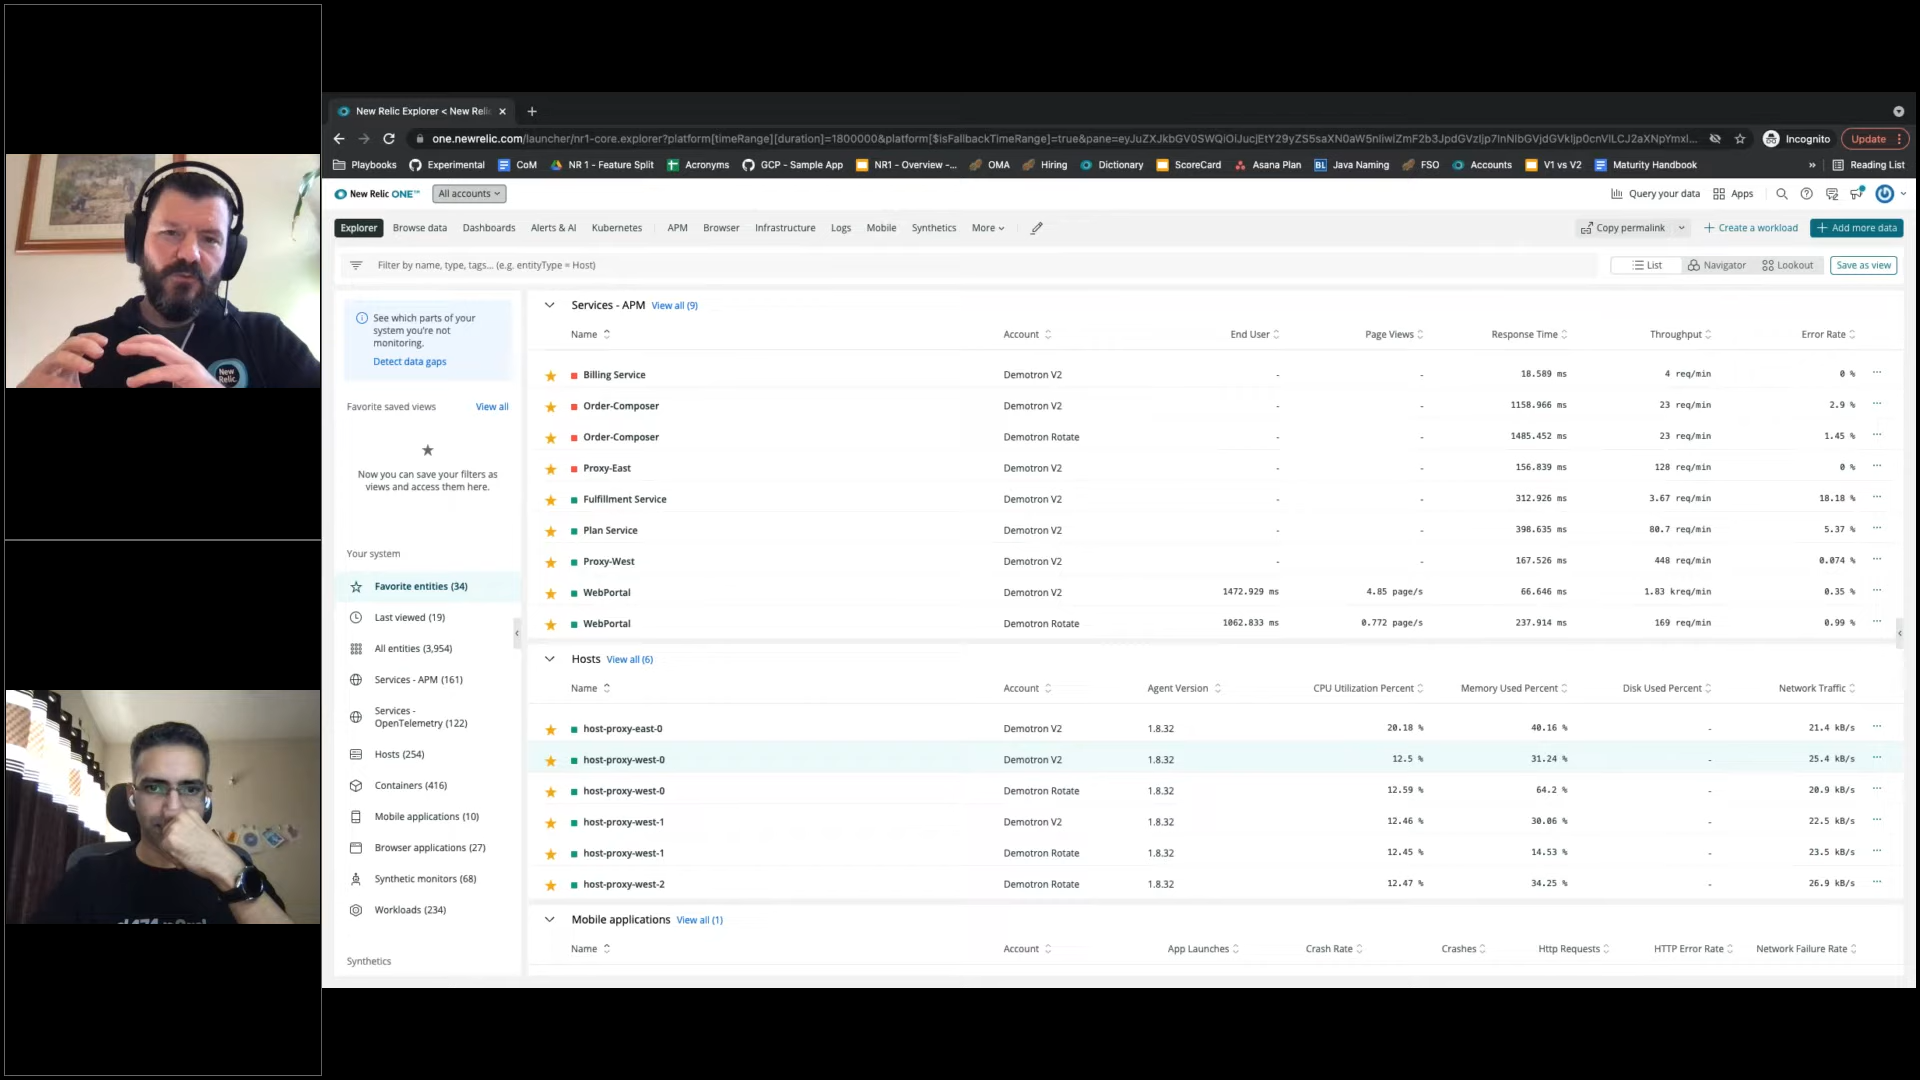 New Relic Explorer < New Reli
one.newrelic.com/launcher/nr1-core.explorer?platform[timeRange][duration]=1800000&platform[$isFallbackTimeRange]=true&pane=
Incognito
Update
Playbooks
Experimental
CoM
NR 1 - Feature Split
Acronyms
GCP - Sample App
NR1 - Overview -...
OMA
Hiring
Dictionary
ScoreCard
Asana Plan
BL Java Naming
FSO
Accounts
V1 vs V2
Maturity Handbook
»
Reading List
New Relic ONE™
All accounts
Query your data
Apps
Explorer
Browse data
Dashboards
Alerts & AI
Kubernetes
APM
Browser
Infrastructure
Logs
Mobile
Synthetics
More
Copy permalink
+ Create a workload
+ Add more data
Filter by name, type, tags... (e.g. entityType = Host)
List
Navigator
Lookout
Save as view
See which parts of your
system you're not
monitoring.
Detect data gaps
Favorite saved views View all
Now you can save your filters as
views and access them here.
Your system
Favorite entities (34)
Last viewed (19)
All entities (3,954)
Services - APM (161)
Services -
OpenTelemetry (122)
Hosts (254)
Containers (416)
Mobile applications (10)
Browser applications (27)
Synthetic monitors (68)
Workloads (234)
Synthetics
Services - APM View all (9)
Name Account End User Page Views Response Time Throughput Error Rate
Billing Service Demotron V2 - - 18.589 ms 4 req/min 0 % ...
Order-Composer Demotron V2 - - 1158.966 ms 23 req/min 2.9 % ...
Order-Composer Demotron Rotate - - 1485.452 ms 23 req/min 1.45 % ...
Proxy-East Demotron V2 - - 156.839 ms 128 req/min 0 % ...
Fulfillment Service Demotron V2 - - 312.926 ms 3.67 req/min 18.18 % ...
Plan Service Demotron V2 - - 398.635 ms 80.7 req/min 5.37 % ...
Proxy-West Demotron V2 - - 167.526 ms 448 req/min 0.074 % ...
WebPortal Demotron V2 1472.929 ms 4.85 page/s 66.646 ms 1.83 kreq/min 0.35 % ...
WebPortal Demotron Rotate 1062.833 ms 0.772 page/s 237.914 ms 169 req/min 0.99 % ...
Hosts View all (6)
Name Account Agent Version CPU Utilization Percent Memory Used Percent Disk Used Percent Network Traffic
host-proxy-east-0 Demotron V2 1.8.32 20.18 % 40.16 % - 21.4 kB/s ...
host-proxy-west-0 Demotron V2 1.8.32 12.5 % 31.24 % - 25.4 kB/s ...
host-proxy-west-0 Demotron Rotate 1.8.32 12.59 % 64.2 % - 20.9 kB/s ...
host-proxy-west-1 Demotron V2 1.8.32 12.46 % 30.06 % - 22.5 kB/s ...
host-proxy-west-1 Demotron Rotate 1.8.32 12.45 % 14.53 % - 23.5 kB/s ...
host-proxy-west-2 Demotron Rotate 1.8.32 12.47 % 34.25 % - 26.9 kB/s ...
Mobile applications View all (1)
Name Account App Launches Crash Rate Crashes Http Requests HTTP Error Rate Network Failure Rate
New
Relic